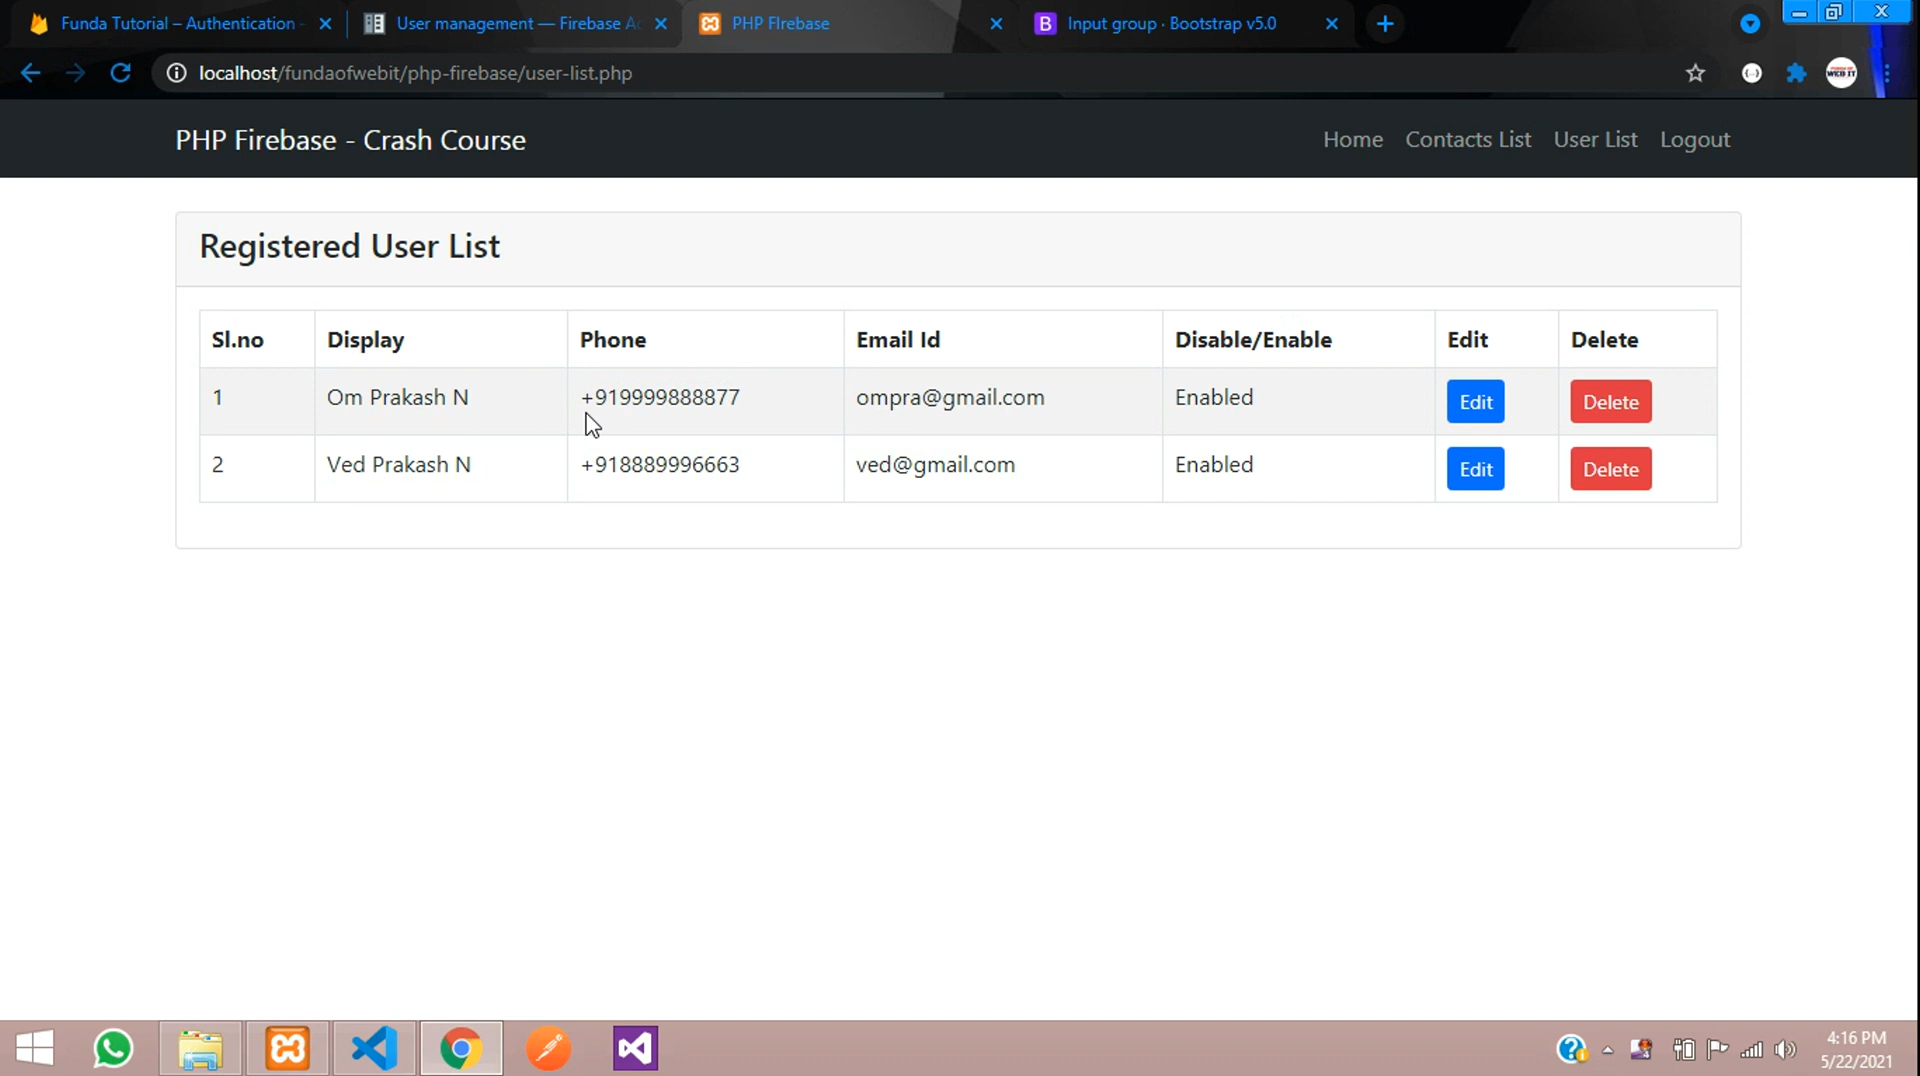 Funda Tutorial – Authentication - User management — Firebase Ad PHP FIrebase Input group · Bootstrap v5.0
localhost/fundaofwebit/php-firebase/user-list.php
PHP Firebase - Crash Course Home Contacts List User List Logout
Registered User List
Sl.no Display Phone Email Id Disable/Enable Edit Delete
1 Om Prakash N +919999888877 ompra@gmail.com Enabled Edit Delete
2 Ved Prakash N +918889996663 ved@gmail.com Enabled Edit Delete
4:16 PM
5/22/2021